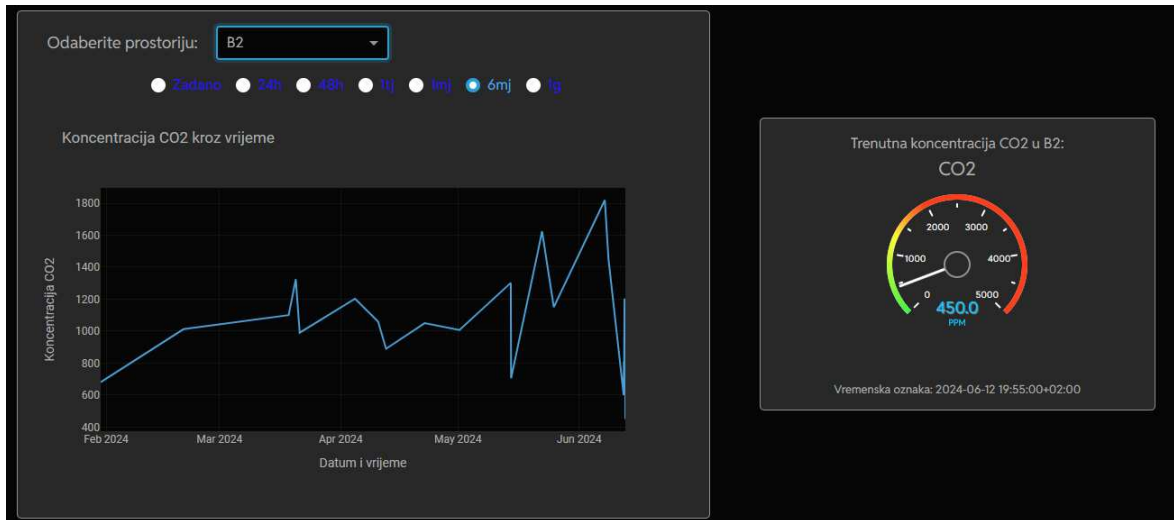 Odaberite prostoriju: B2
Zadano 24h 48h 1tj 1mj 6mj 1g
Koncentracija CO2 kroz vrijeme
Koncentracija CO2
1800
1600
1400
1200
1000
800
600
400
Feb 2024 Mar 2024 Apr 2024 May 2024 Jun 2024
Datum i vrijeme
Trenutna koncentracija CO2 u B2:
CO2
0 1000 2000 3000 4000 5000
450.0
PPM
Vremenska oznaka: 2024-06-12 19:55:00+02:00